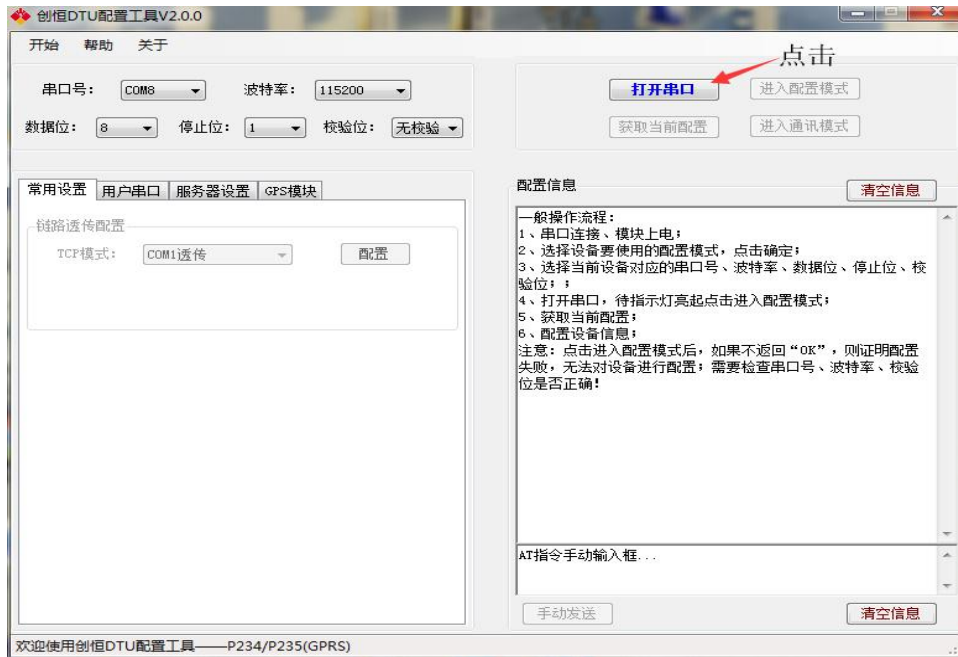 创恒DTU配置工具V2.0.0
开始 帮助 关于
点击
串口号： COM8 波特率： 115200
打开串口 进入配置模式
数据位： 8 停止位： 1 校验位： 无校验
获取当前配置 进入通讯模式
常用设置 用户串口 服务器设置 GPS模块
链路透传配置
TCP模式： COM1透传 配置
配置信息 清空信息
一般操作流程：
1、串口连接、模块上电；
2、选择设备要使用的配置模式，点击确定；
3、选择当前设备对应的串口号、波特率、数据位、停止位、校
验位；；
4、打开串口，待指示灯亮起点击进入配置模式；
5、获取当前配置；
6、配置设备信息；
注意：点击进入配置模式后，如果不返回“OK”，则证明配置
失败，无法对设备进行配置；需要检查串口号、波特率、校验
位是否正确！
AT指令手动输入框...
手动发送 清空信息
欢迎使用创恒DTU配置工具——P234/P235(GPRS)